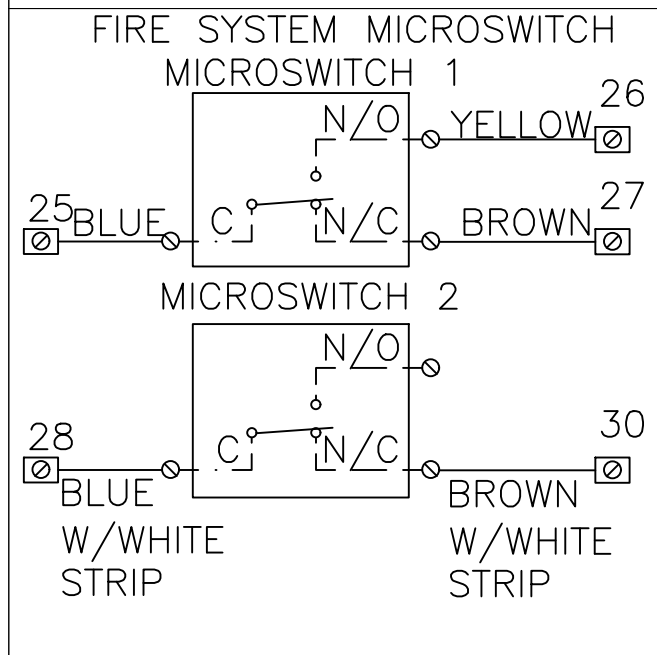 FIRE SYSTEM MICROSWITCH
MICROSWITCH 1
26
N/O YELLOW
25 BLUE C N/C BROWN 27
MICROSWITCH 2
N/O
28 C N/C 30
BLUE BROWN
W/WHITE W/WHITE
STRIP STRIP